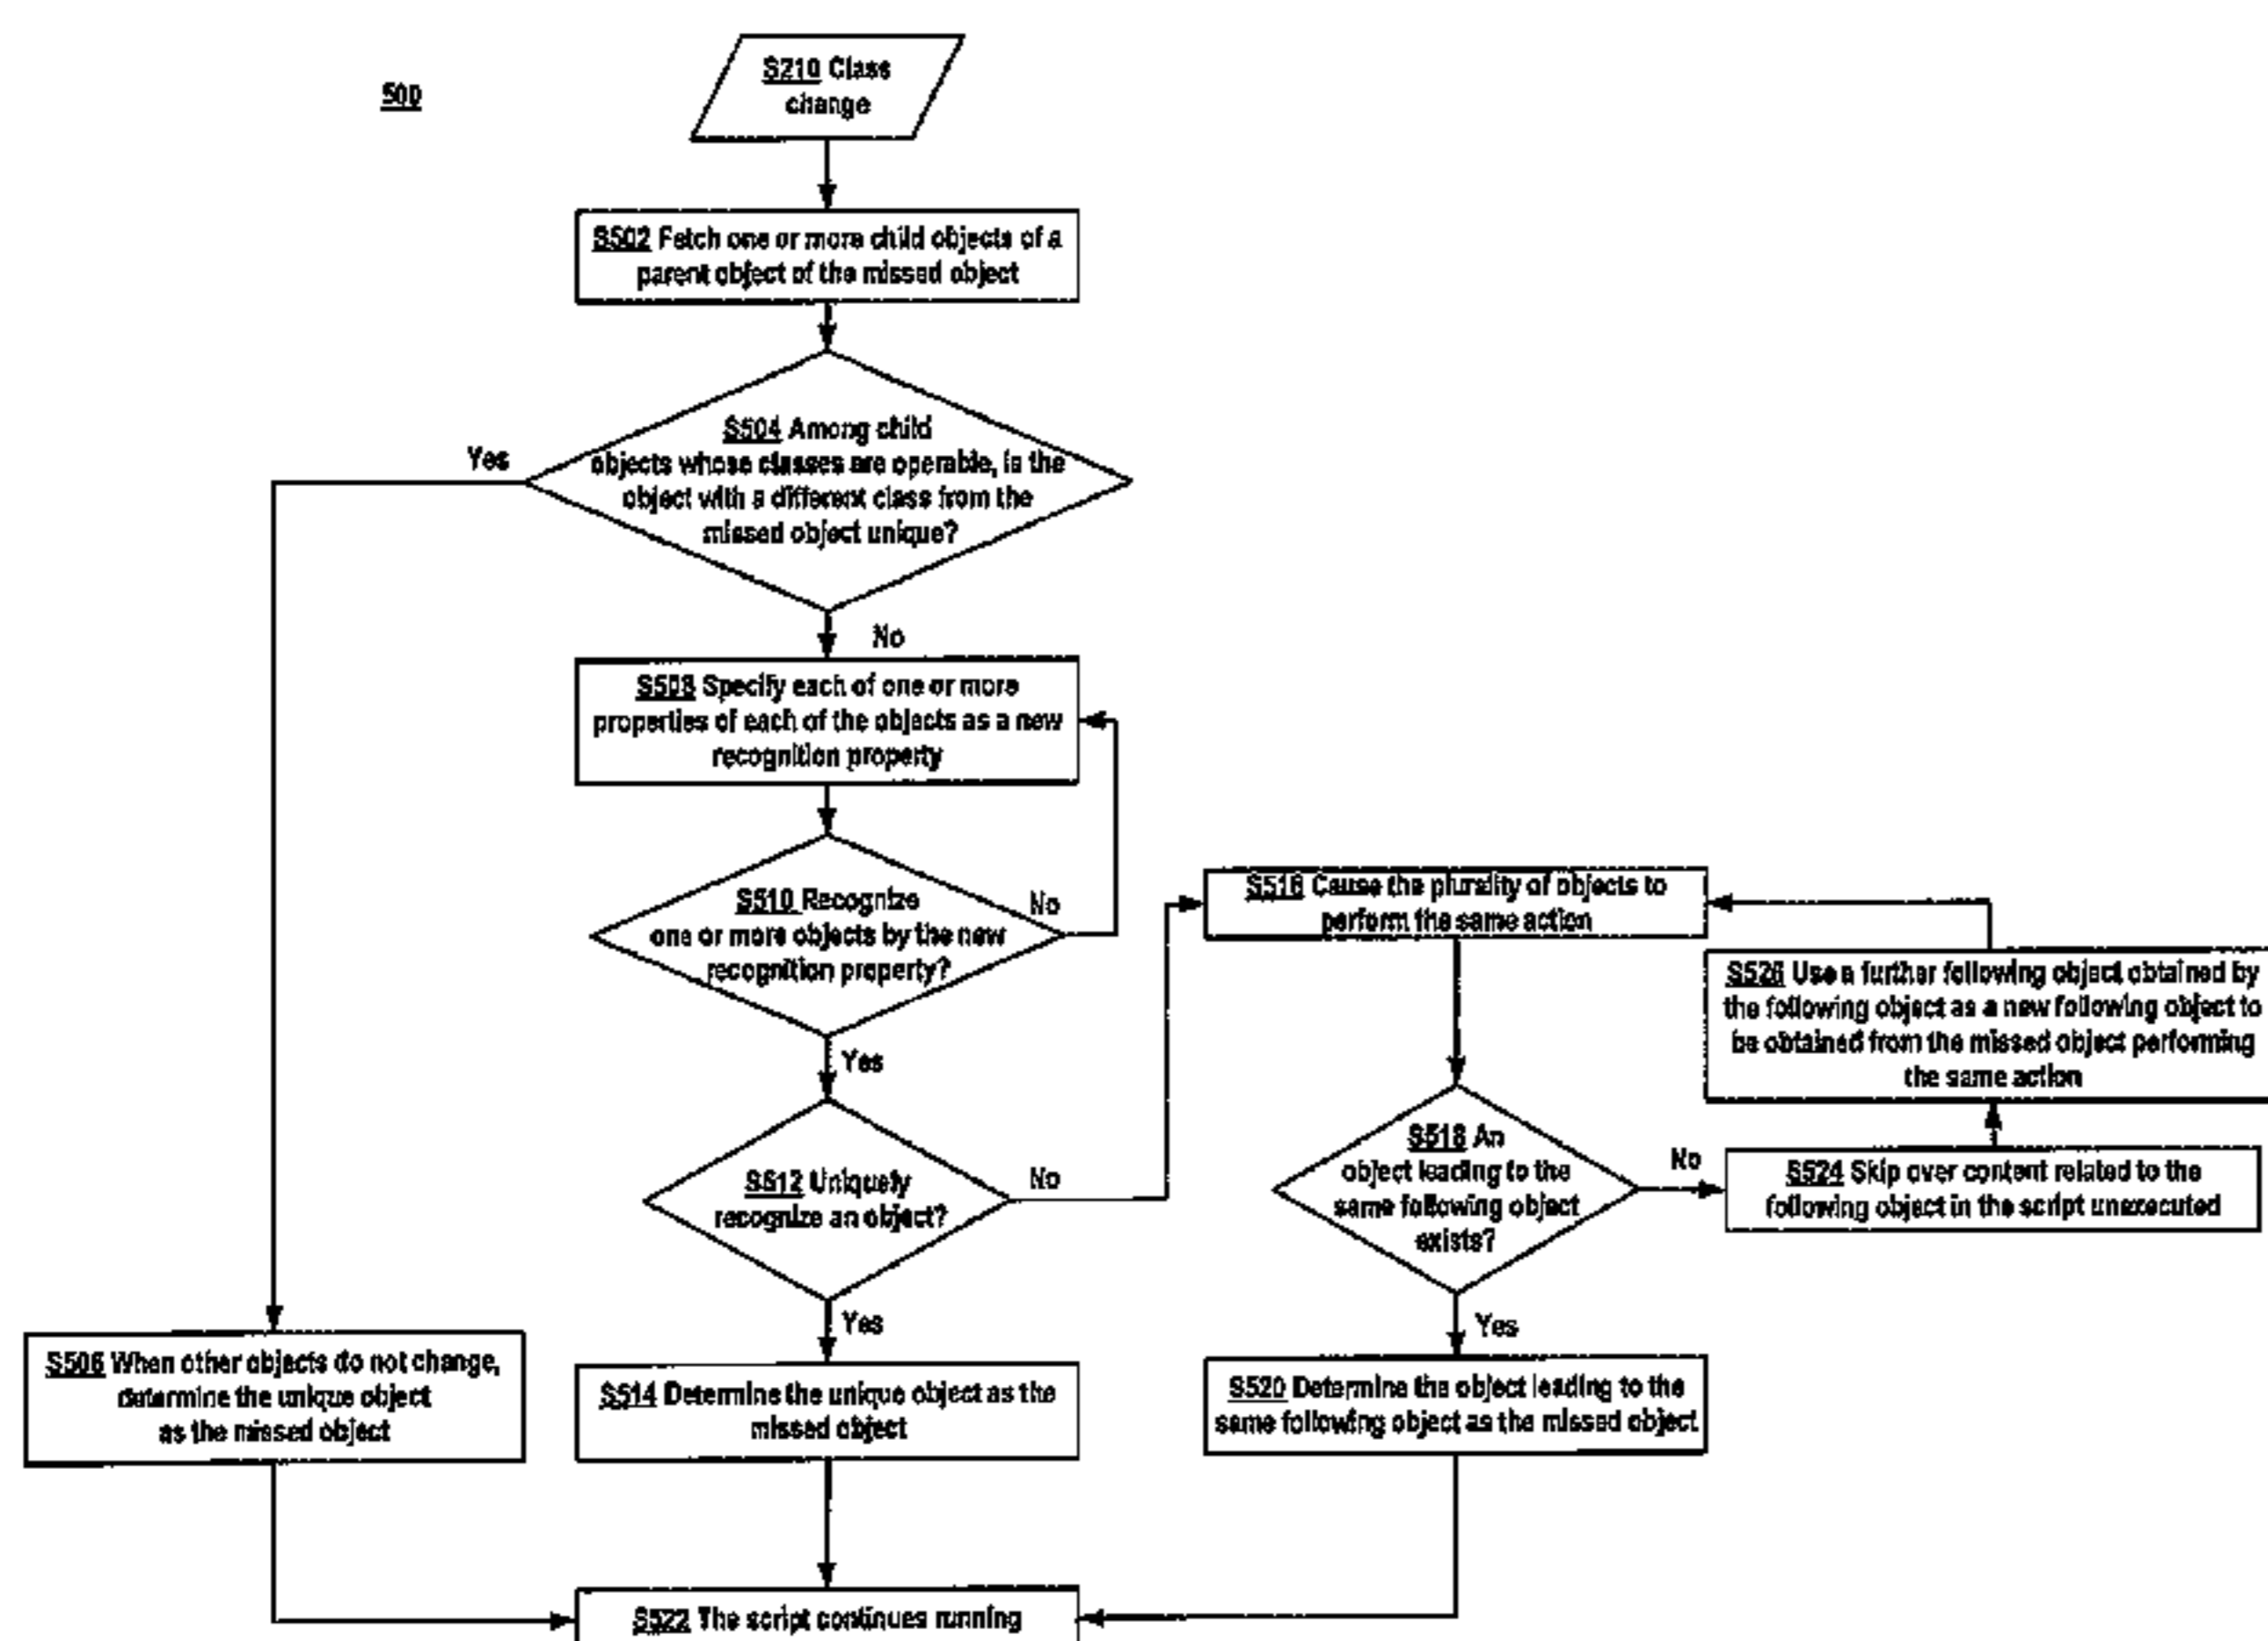 500
S210 Class
change
S502 Fetch one or more child objects of a
parent object of the missed object
S504 Among child
objects whose classes are operable, is the
object with a different class from the
missed object unique?
Yes
No
S508 Specify each of one or more
properties of each of the objects as a new
recognition property
S510 Recognize
one or more objects by the new
recognition property?
No
Yes
S512 Uniquely
recognize an object?
No
Yes
S516 Cause the plurality of objects to
perform the same action
S526 Use a further following object obtained by
the following object as a new following object to
be obtained from the missed object performing
the same action
S518 An
object leading to the
same following object
exists?
No
S524 Skip over content related to the
following object in the script unexecuted
Yes
S506 When other objects do not change,
determine the unique object
as the missed object
S514 Determine the unique object as the
missed object
S520 Determine the object leading to the
same following object as the missed object
S522 The script continues running